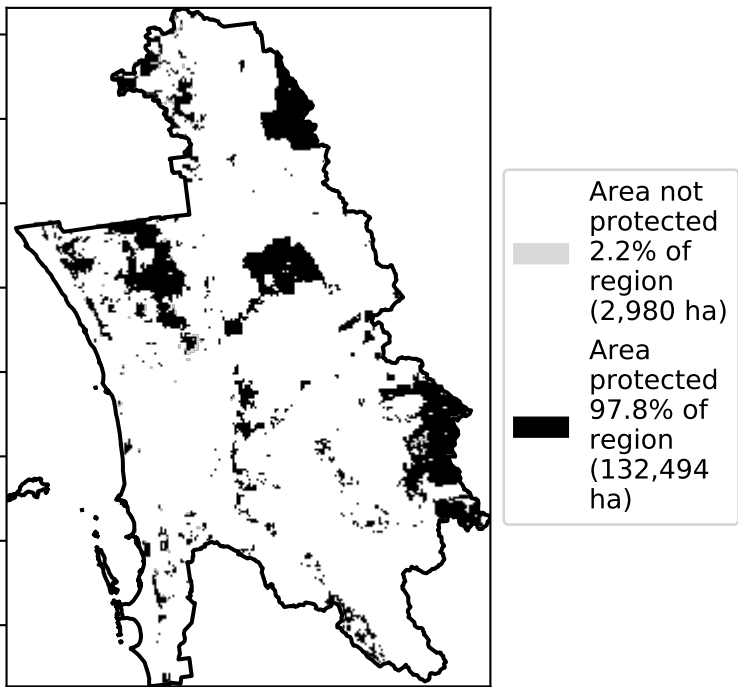 Area not
protected
2.2% of
region
(2,980 ha)
Area
protected
97.8% of
region
(132,494
ha)